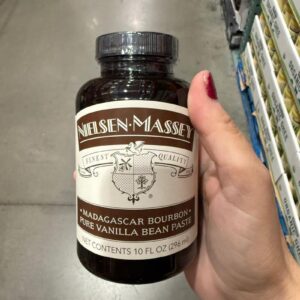 NIELSEN·MASSEY
FINEST QUALITY
·MADAGASCAR BOURBON·
PURE VANILLA BEAN PASTE
NET CONTENTS 10 FL OZ (296 ml)